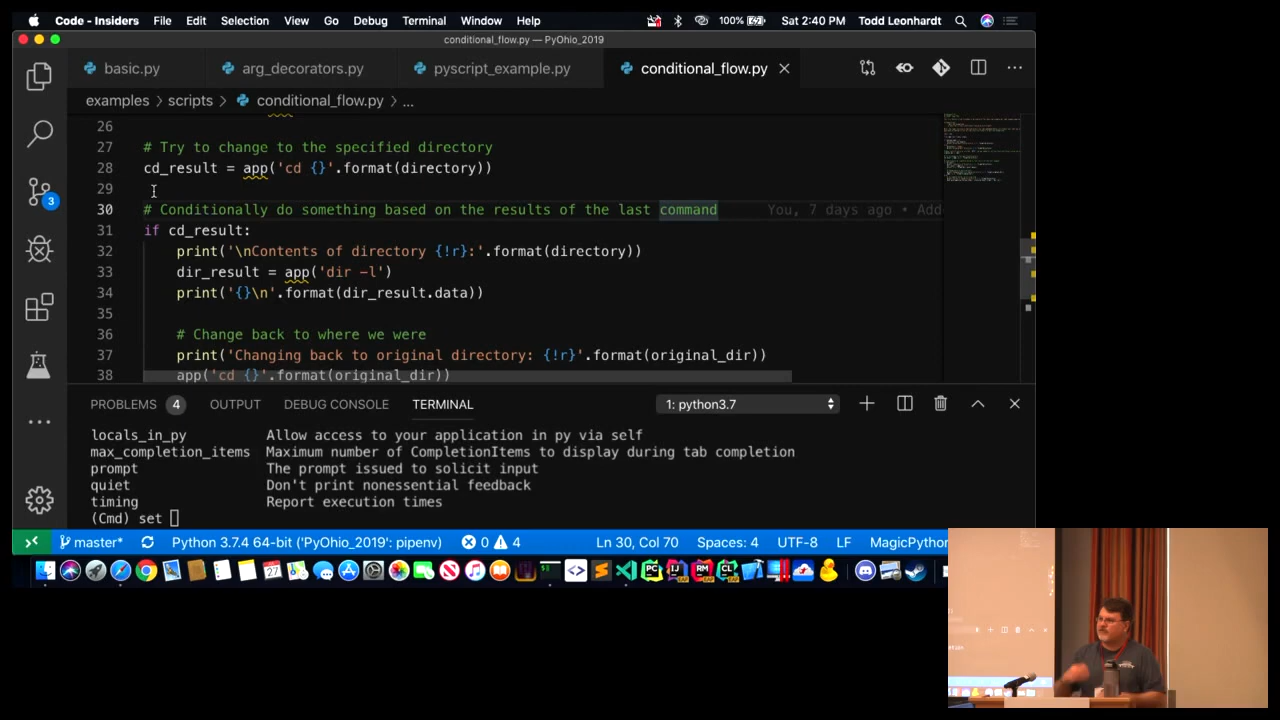 Code - Insiders File Edit Selection View Go Debug Terminal Window Help 100% Sat 2:40 PM Todd Leonhardt
conditional_flow.py — PyOhio_2019
basic.py arg_decorators.py pyscript_example.py conditional_flow.py
examples > scripts > conditional_flow.py > ...
26
27 # Try to change to the specified directory
28 cd_result = app('cd {}'.format(directory))
29
30 # Conditionally do something based on the results of the last command You, 7 days ago • Add
31 if cd_result:
32 print('\nContents of directory {!r}:'.format(directory))
33 dir_result = app('dir -l')
34 print('{}\n'.format(dir_result.data))
35
36 # Change back to where we were
37 print('Changing back to original directory: {!r}'.format(original_dir))
38 app('cd {}'.format(original_dir))
3
PROBLEMS 4 OUTPUT DEBUG CONSOLE TERMINAL 1: python3.7
locals_in_py Allow access to your application in py via self
max_completion_items Maximum number of CompletionItems to display during tab completion
prompt The prompt issued to solicit input
quiet Don't print nonessential feedback
timing Report execution times
(Cmd) set
master* Python 3.7.4 64-bit ('PyOhio_2019': pipenv) 0 4 Ln 30, Col 70 Spaces: 4 UTF-8 LF MagicPython